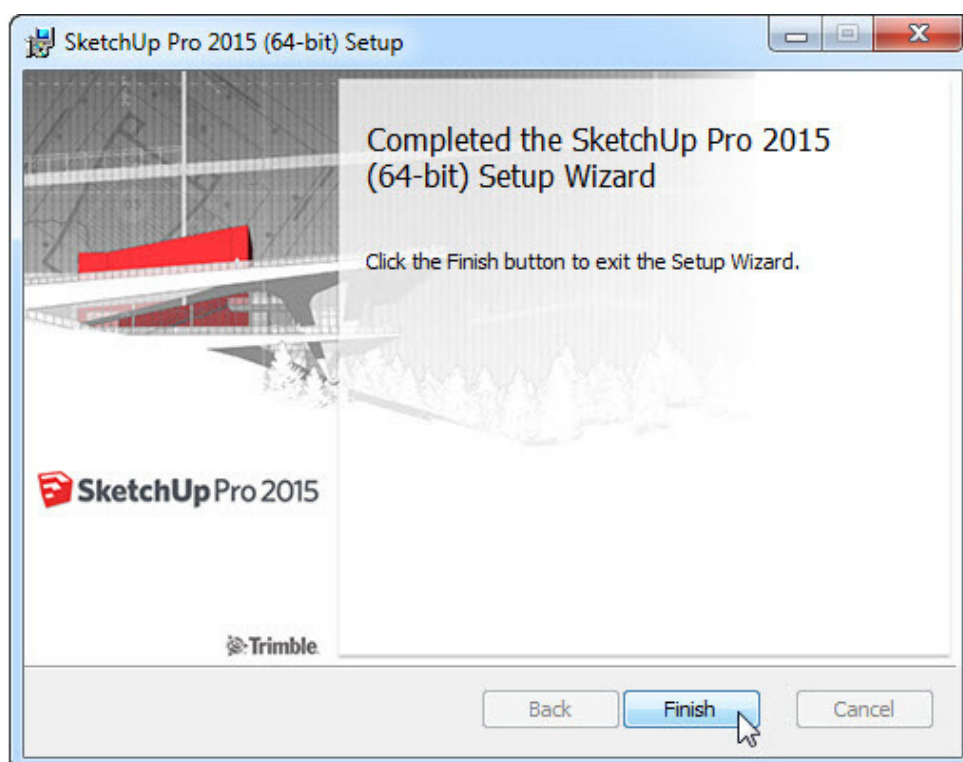 SketchUp Pro 2015 (64-bit) Setup
Completed the SketchUp Pro 2015
(64-bit) Setup Wizard
Click the Finish button to exit the Setup Wizard.
SketchUp Pro 2015
Trimble
Back
Finish
Cancel